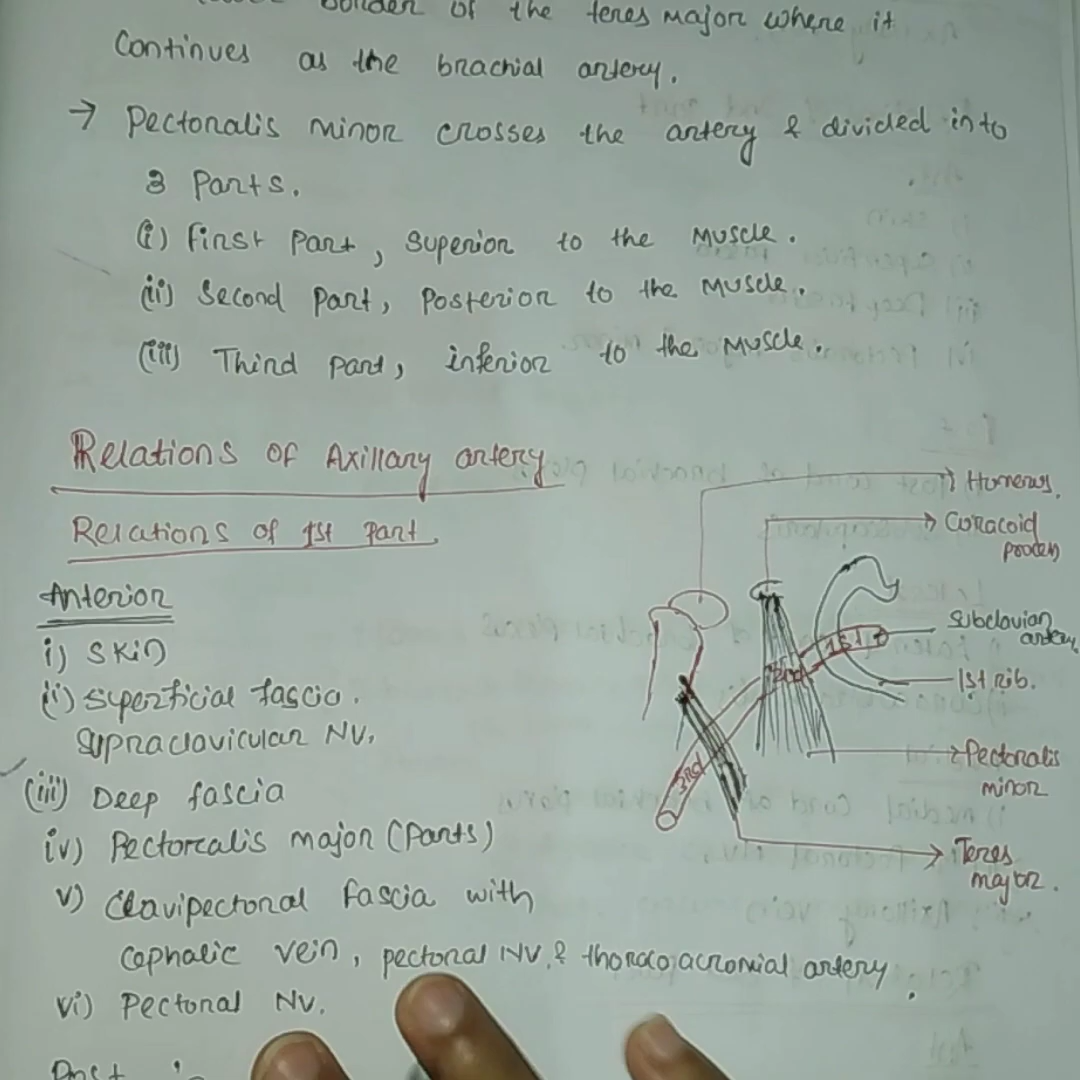 border of the teres major where it
Continues as the brachial artery.
→ Pectoralis minor crosses the artery & divided into
3 Parts.
(i) first part, superior to the muscle.
(ii) Second part, posterior to the muscle.
(iii) Third part, inferior to the muscle.
Relations of Axillary artery
Relations of 1st part
Anterior
i) Skin
(ii) superficial fascia.
supraclavicular NV.
(iii) Deep fascia
iv) Pectoralis major (Parts)
v) Clavipectoral fascia with
Cephalic vein, pectoral NV. & thoraco acromial artery.
vi) Pectoral NV.
Humerus.
Coracoid
process
Subclavian
artery
1st rib.
Pectoralis
minor
Teres
major.
1st
2nd
3rd